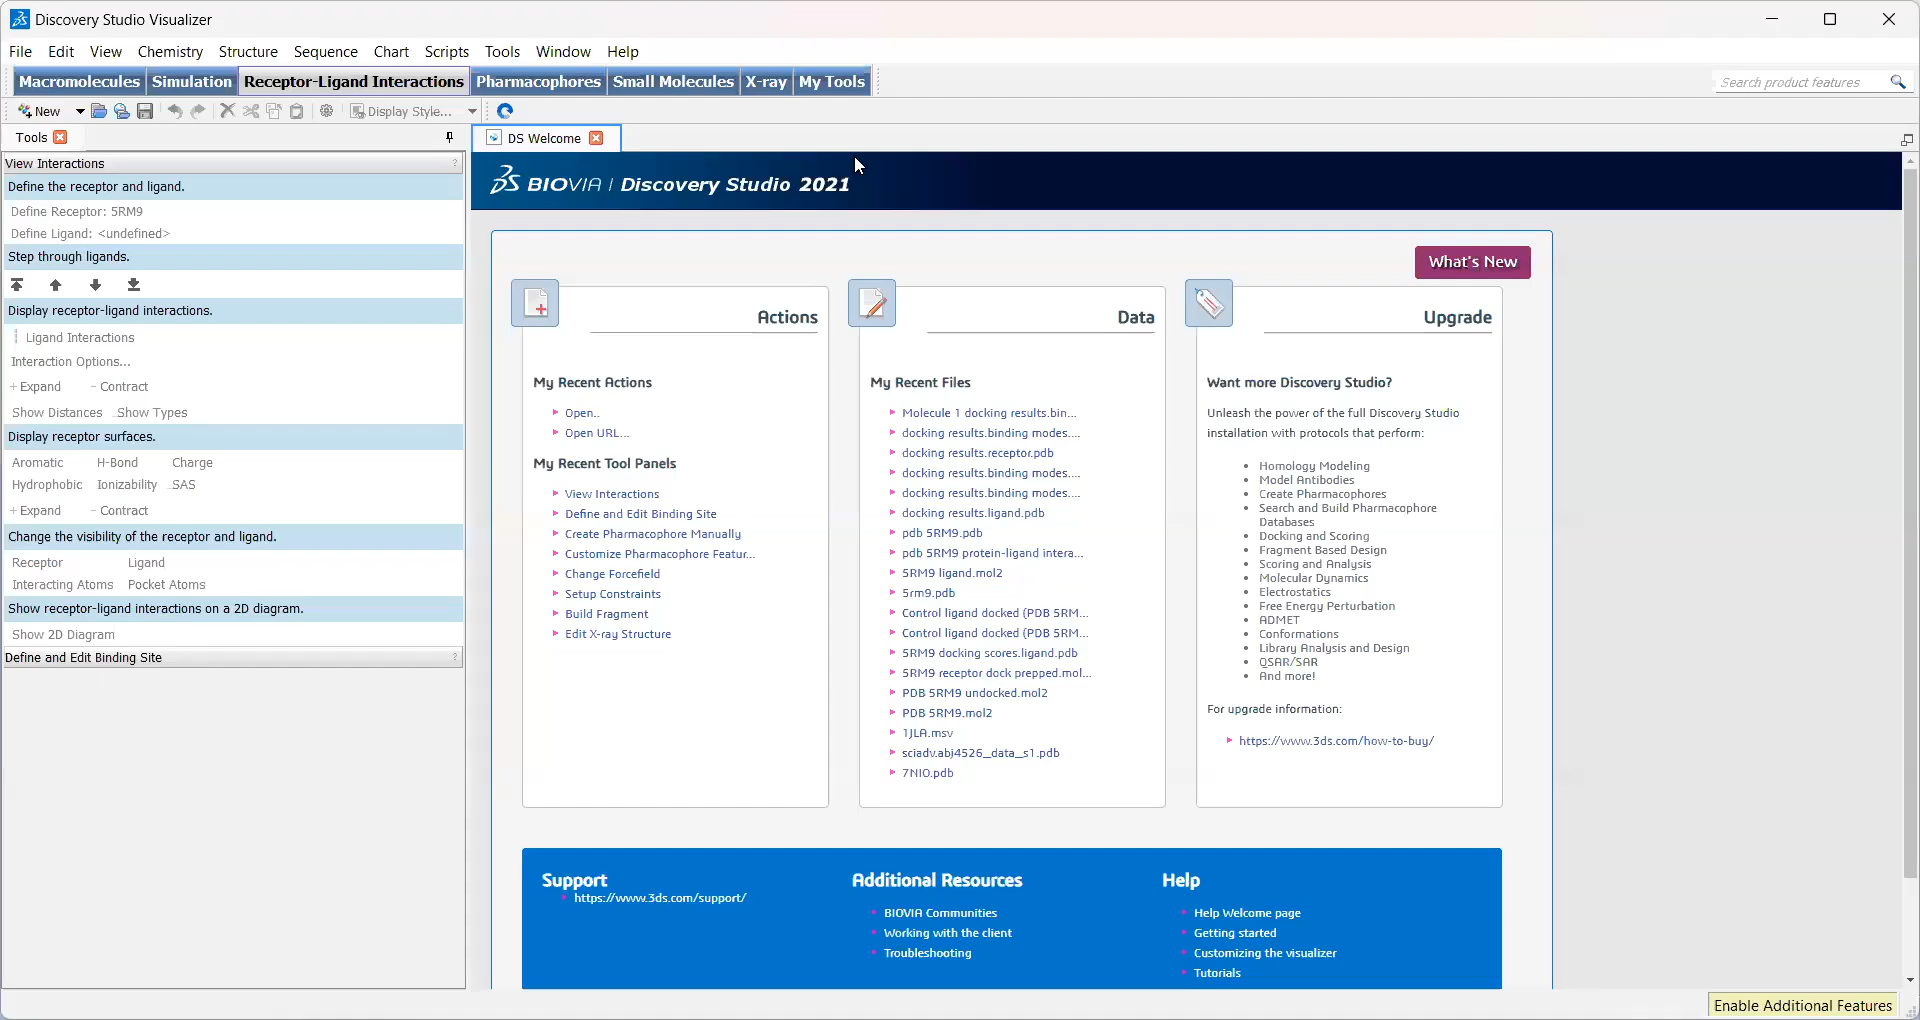 Discovery Studio Visualizer
File Edit View Chemistry Structure Sequence Chart Scripts Tools Window Help
Macromolecules Simulation Receptor-Ligand Interactions Pharmacophores Small Molecules X-ray My Tools
Search product features
New Display Style...
Tools
View Interactions ?
Define the receptor and ligand.
Define Receptor: 5RM9
Define Ligand: <undefined>
Step through ligands.
Display receptor-ligand interactions.
Ligand Interactions
Interaction Options...
+ Expand - Contract
Show Distances Show Types
Display receptor surfaces.
Aromatic H-Bond Charge
Hydrophobic Ionizability SAS
+ Expand - Contract
Change the visibility of the receptor and ligand.
Receptor Ligand
Interacting Atoms Pocket Atoms
Show receptor-ligand interactions on a 2D diagram.
Show 2D Diagram
Define and Edit Binding Site ?
DS Welcome
BIOVIA | Discovery Studio 2021
What's New
Actions
My Recent Actions
Open..
Open URL...
My Recent Tool Panels
View Interactions
Define and Edit Binding Site
Create Pharmacophore Manually
Customize Pharmacophore Featur...
Change Forcefield
Setup Constraints
Build Fragment
Edit X-ray Structure
Data
My Recent Files
Molecule 1 docking results.bin...
docking results.binding modes....
docking results.receptor.pdb
docking results.binding modes....
docking results.binding modes....
docking results.ligand.pdb
pdb 5RM9.pdb
pdb 5RM9 protein-ligand intera...
5RM9 ligand.mol2
5rm9.pdb
Control ligand docked (PDB 5RM...
Control ligand docked (PDB 5RM...
5RM9 docking scores.ligand.pdb
5RM9 receptor dock prepped.mol...
PDB 5RM9 undocked.mol2
PDB 5RM9.mol2
1JLA.msv
sciadv.abj4526_data_s1.pdb
7NIO.pdb
Upgrade
Want more Discovery Studio?
Unleash the power of the full Discovery Studio
installation with protocols that perform:
Homology Modeling
Model Antibodies
Create Pharmacophores
Search and Build Pharmacophore
Databases
Docking and Scoring
Fragment Based Design
Scoring and Analysis
Molecular Dynamics
Electrostatics
Free Energy Perturbation
ADMET
Conformations
Library Analysis and Design
QSAR/SAR
And more!
For upgrade information:
https://www.3ds.com/how-to-buy/
Support
https://www.3ds.com/support/
Additional Resources
BIOVIA Communities
Working with the client
Troubleshooting
Help
Help Welcome page
Getting started
Customizing the visualizer
Tutorials
Enable Additional Features